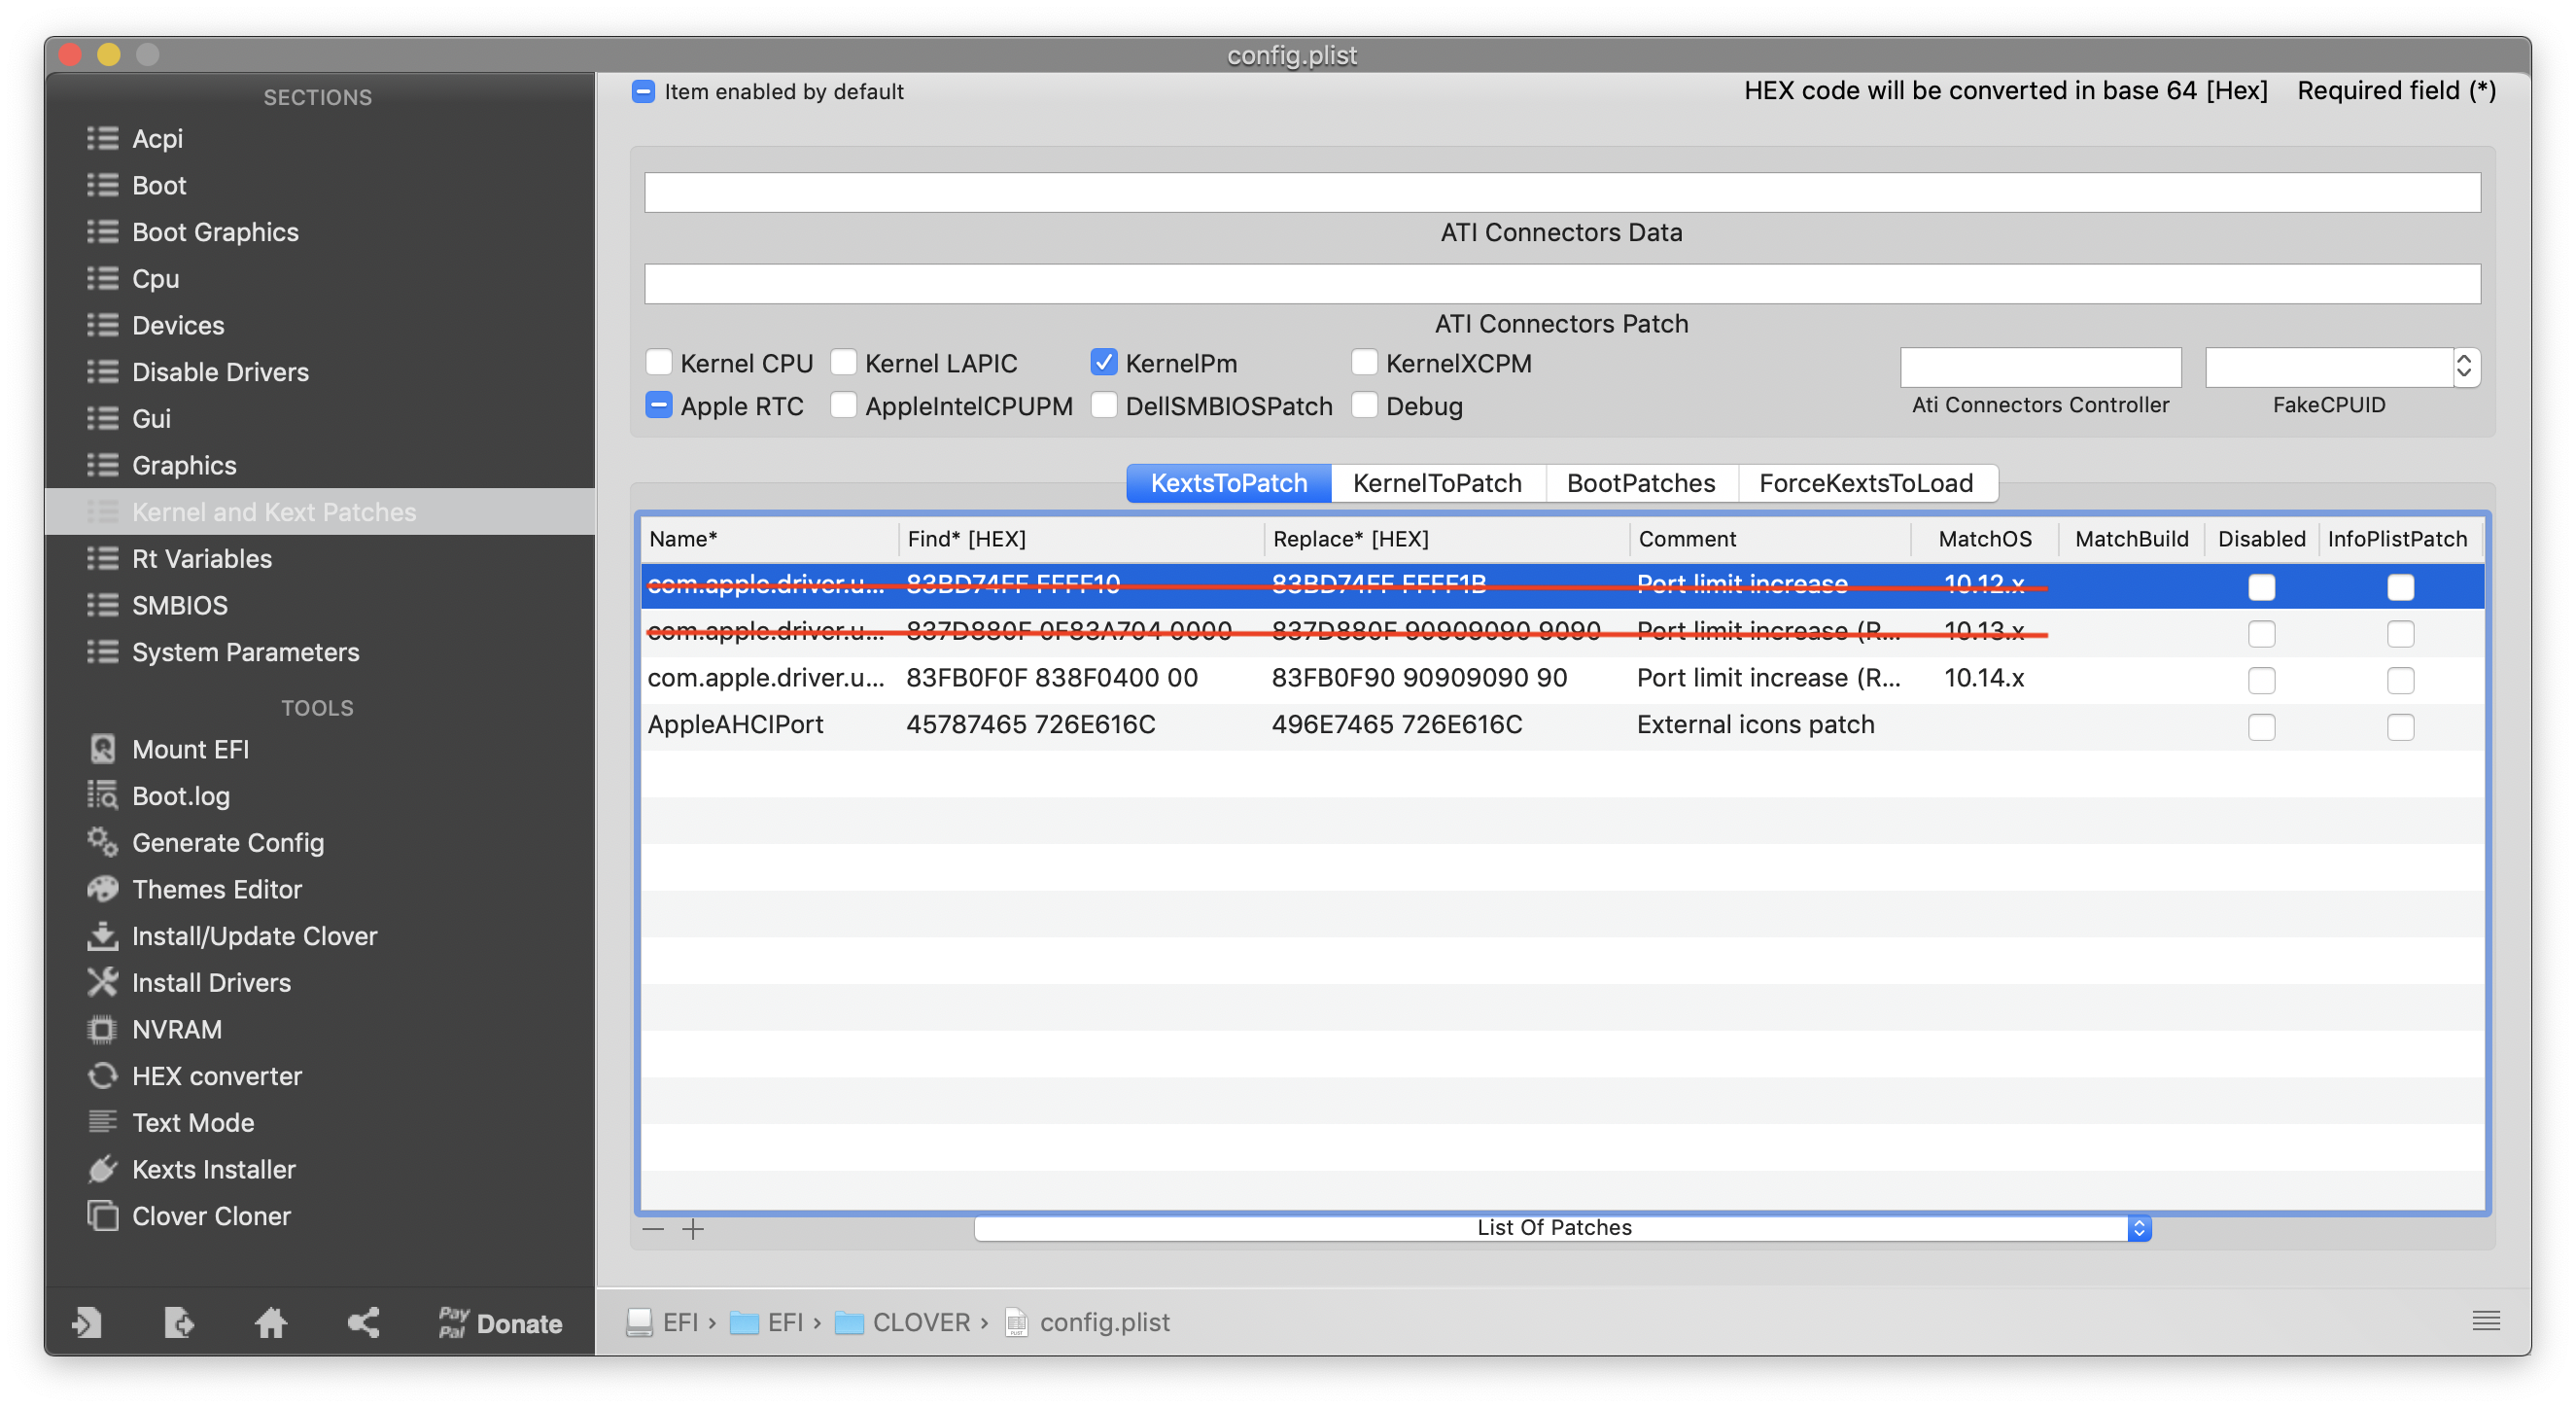 config.plist
SECTIONS
Acpi
Boot
Boot Graphics
Cpu
Devices
Disable Drivers
Gui
Graphics
Kernel and Kext Patches
Rt Variables
SMBIOS
System Parameters
TOOLS
Mount EFI
Boot.log
Generate Config
Themes Editor
Install/Update Clover
Install Drivers
NVRAM
HEX converter
Text Mode
Kexts Installer
Clover Cloner
Pay Pal Donate
Item enabled by default HEX code will be converted in base 64 [Hex] Required field (*)
ATI Connectors Data
ATI Connectors Patch
Kernel CPU Kernel LAPIC KernelPm KernelXCPM
Apple RTC AppleIntelCPUPM DellSMBIOSPatch Debug
Ati Connectors Controller FakeCPUID
KextsToPatch KernelToPatch BootPatches ForceKextsToLoad
Name* Find* [HEX] Replace* [HEX] Comment MatchOS MatchBuild Disabled InfoPlistPatch
com.apple.driver.u... 83BD74FF FFFF10 83BD74FF FFFF1B Port limit increase 10.12.x
com.apple.driver.u... 837D880F 0F83A704 0000 837D880F 90909090 9090 Port limit increase (R... 10.13.x
com.apple.driver.u... 83FB0F0F 838F0400 00 83FB0F90 90909090 90 Port limit increase (R... 10.14.x
AppleAHCIPort 45787465 726E616C 496E7465 726E616C External icons patch
List Of Patches
EFI › EFI › CLOVER › config.plist